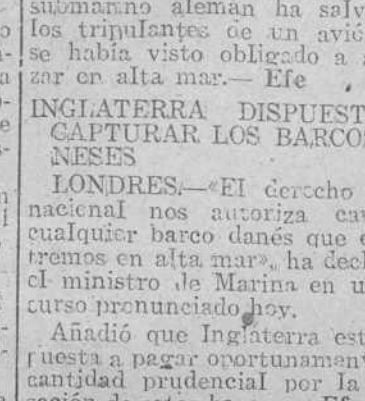 submarino alemán ha salv
los tripulantes de un avió
se había visto obligado a a
zar en alta mar.— Efe
INGLATERRA DISPUEST
CAPTURAR LOS BARCOS
NESES
LONDRES.—«El derecho
nacional nos autoriza ca
cualquier barco danés que e
tremos en alta mar», ha decl
el ministro de Marina en u
curso pronunciado hoy.
Añadió que Inglaterra est
puesta a pagar oportunamen
cantidad prudencial por la